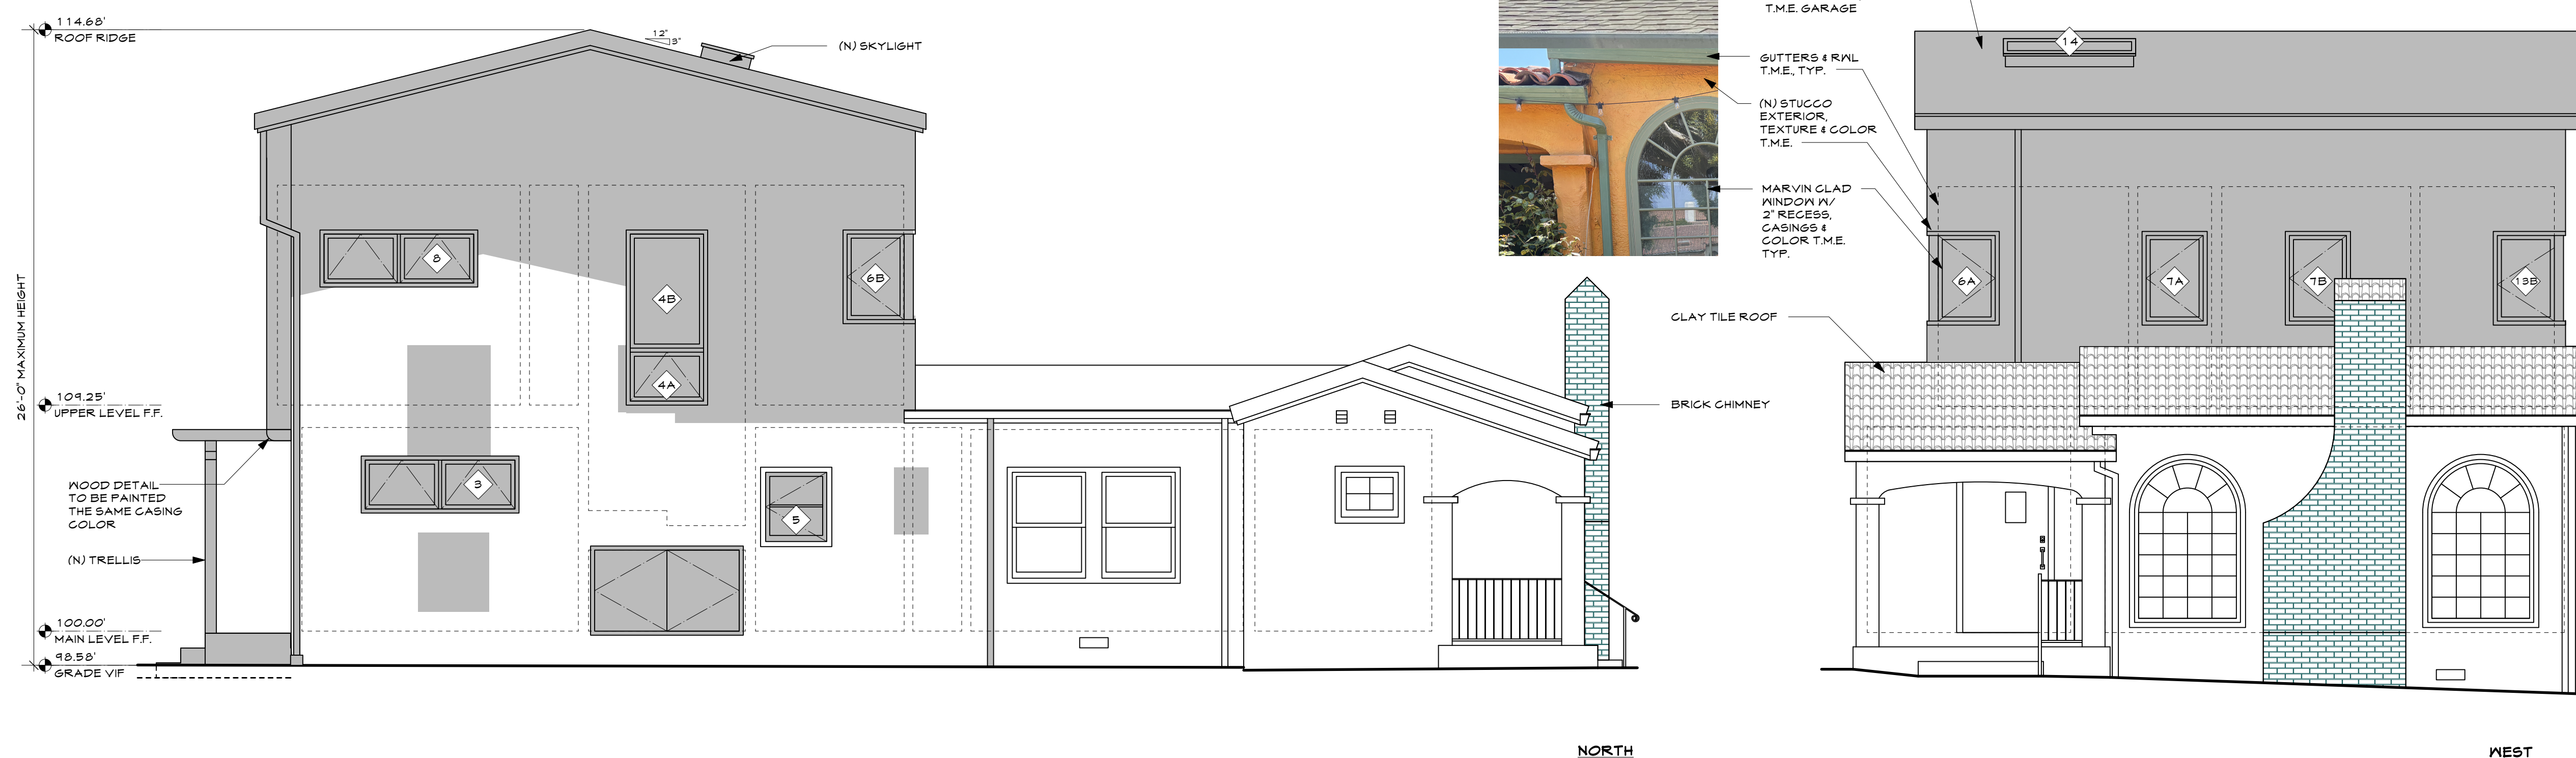 114.68'
ROOF RIDGE
12"
3"
(N) SKYLIGHT
8
4B
6B
4A
26'-0" MAXIMUM HEIGHT
109.25'
UPPER LEVEL F.F.
WOOD DETAIL
TO BE PAINTED
THE SAME CASING
COLOR
3
5
(N) TRELLIS
100.00'
MAIN LEVEL F.F.
98.58'
GRADE VIF
BRICK CHIMNEY
NORTH
T.M.E. GARAGE
GUTTERS & RWL
T.M.E., TYP.
(N) STUCCO
EXTERIOR,
TEXTURE & COLOR
T.M.E.
MARVIN CLAD
WINDOW W/
2" RECESS,
CASINGS &
COLOR T.M.E.
TYP.
CLAY TILE ROOF
14
6A
7A
7B
13B
WEST